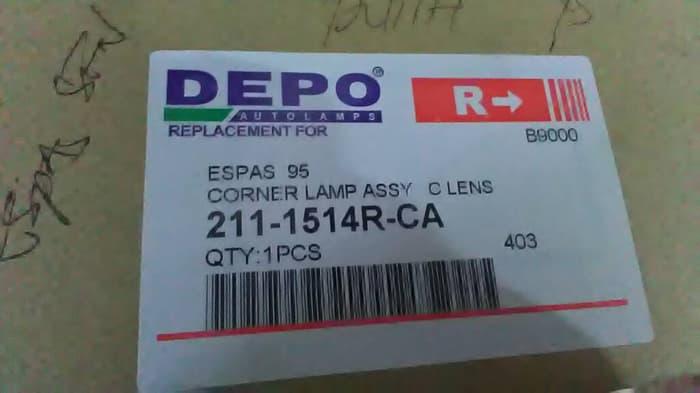 DEPO®
AUTOLAMPS
REPLACEMENT FOR
R→
B9000
ESPAS 95
CORNER LAMP ASSY C LENS
211-1514R-CA
QTY:1PCS
403